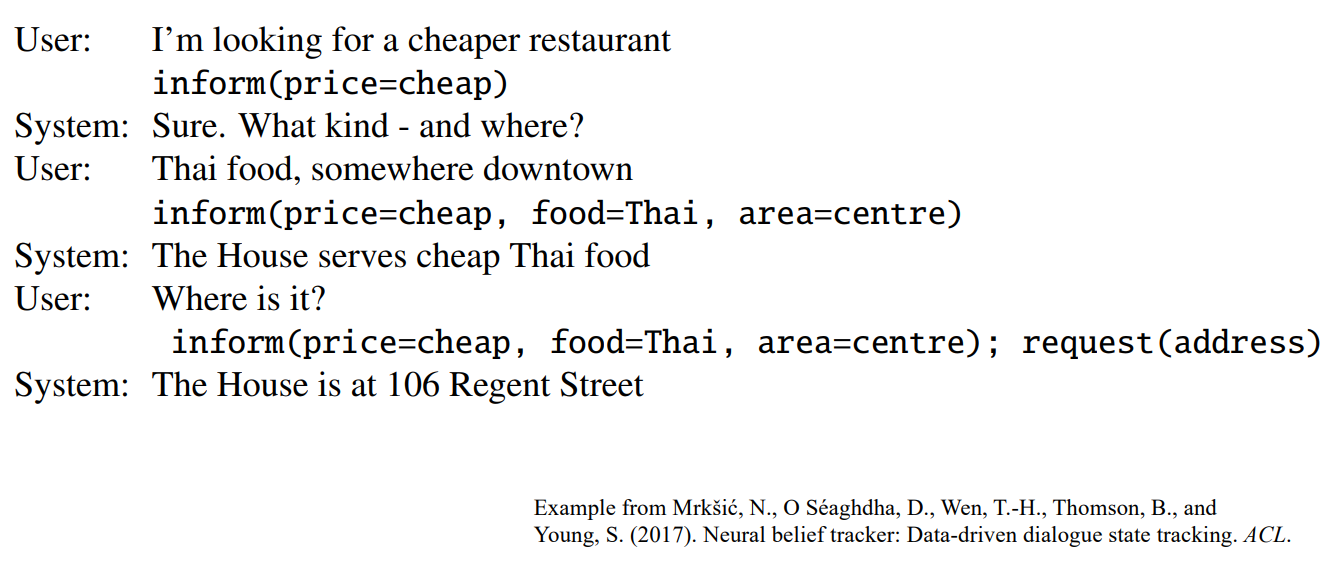 User: I'm looking for a cheaper restaurant
inform(price=cheap)
System: Sure. What kind - and where?
User: Thai food, somewhere downtown
inform(price=cheap, food=Thai, area=centre)
System: The House serves cheap Thai food
User: Where is it?
inform(price=cheap, food=Thai, area=centre); request(address)
System: The House is at 106 Regent Street
Example from Mrkšić, N., O Séaghdha, D., Wen, T.-H., Thomson, B., and
Young, S. (2017). Neural belief tracker: Data-driven dialogue state tracking. ACL.